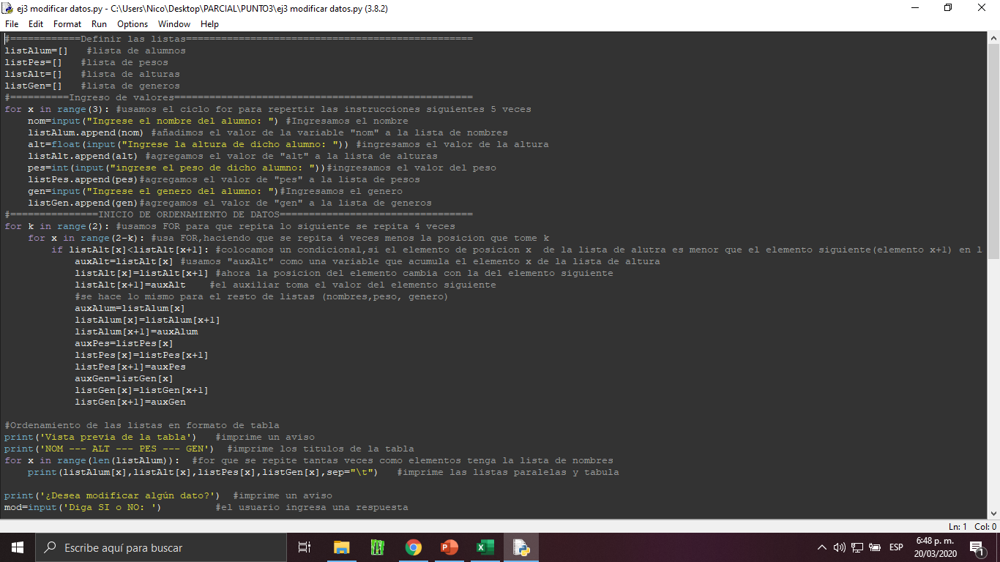 ej3 modificar datos.py - C:\Users\Nico\Desktop\PARCIAL\PUNTO3\ej3 modificar datos.py (3.8.2)
File Edit Format Run Options Window Help
#============Definir las listas=================================================
listAlum=[]   #lista de alumnos
listPes=[]   #lista de pesos
listAlt=[]   #lista de alturas
listGen=[]   #lista de generos
#==========Ingreso de valores===================================================
for x in range(3): #usamos el ciclo for para repertir las instrucciones siguientes 5 veces
    nom=input("Ingrese el nombre del alumno: ") #Ingresamos el nombre
    listAlum.append(nom) #añadimos el valor de la variable "nom" a la lista de nombres
    alt=float(input("Ingrese la altura de dicho alumno: ")) #ingresamos el valor de la altura
    listAlt.append(alt) #agregamos el valor de "alt" a la lista de alturas
    pes=int(input("ingrese el peso de dicho alumno: "))#ingresamos el valor del peso
    listPes.append(pes)#agregamos el valor de "pes" a la lista de pesos
    gen=input("Ingrese el genero del alumno: ")#Ingresamos el genero
    listGen.append(gen)#agregamos el valor de "gen" a la lista de generos
#===============INICIO DE ORDENAMIENTO DE DATOS=================================
for k in range(2): #usamos FOR para que repita lo siguiente se repita 4 veces
    for x in range(2-k): #usa FOR,haciendo que se repita 4 veces menos la posicion que tome k
        if listAlt[x]<listAlt[x+1]: #colocamos un condicional,si el elemento de posicion x  de la lista de alutra es menor que el elemento siguiente(elemento x+1) en l
            auxAlt=listAlt[x] #usamos "auxAlt" como una variable que acumula el elemento x de la lista de altura
            listAlt[x]=listAlt[x+1] #ahora la posicion del elemento cambia con la del elemento siguiente
            listAlt[x+1]=auxAlt    #el auxiliar toma el valor del elemento siguiente
            #se hace lo mismo para el resto de listas (nombres,peso, genero)
            auxAlum=listAlum[x]
            listAlum[x]=listAlum[x+1]
            listAlum[x+1]=auxAlum
            auxPes=listPes[x]
            listPes[x]=listPes[x+1]
            listPes[x+1]=auxPes
            auxGen=listGen[x]
            listGen[x]=listGen[x+1]
            listGen[x+1]=auxGen
#Ordenamiento de las listas en formato de tabla
print('Vista previa de la tabla')   #imprime un aviso
print('NOM --- ALT --- PES --- GEN')  #imprime los titulos de la tabla
for x in range(len(listAlum)):  #for que se repite tantas veces como elementos tenga la lista de nombres
    print(listAlum[x],listAlt[x],listPes[x],listGen[x],sep="\t")   #imprime las listas paralelas y tabula
print('¿Desea modificar algún dato?')  #imprime un aviso
mod=input('Diga SI o NO: ')         #el usuario ingresa una respuesta
Ln: 1 Col: 0
Escribe aquí para buscar
ESP
6:48 p. m.
20/03/2020
1